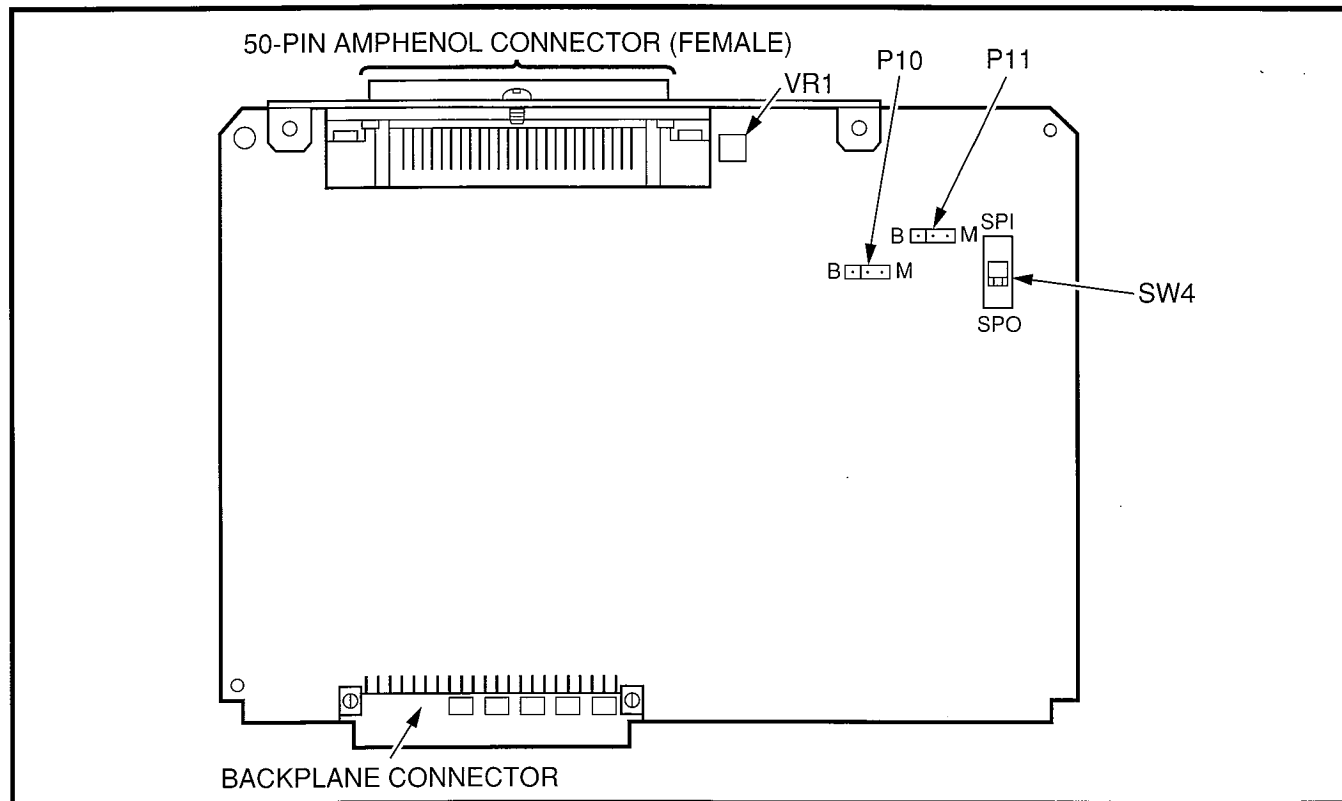 50-PIN AMPHENOL CONNECTOR (FEMALE)
P10
P11
VR1
B
M
SPI
B
M
SW4
SPO
BACKPLANE CONNECTOR